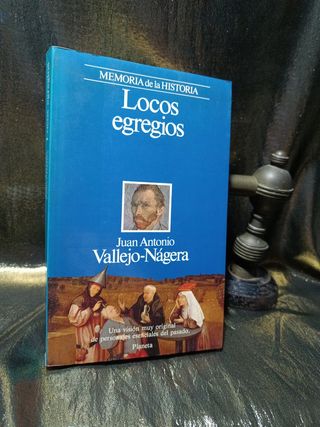 MEMORIA de la HISTORIA
Locos
egregios
Juan Antonio
Vallejo-Nágera
Una visión muy original
de personajes esenciales del pasado.
Planeta